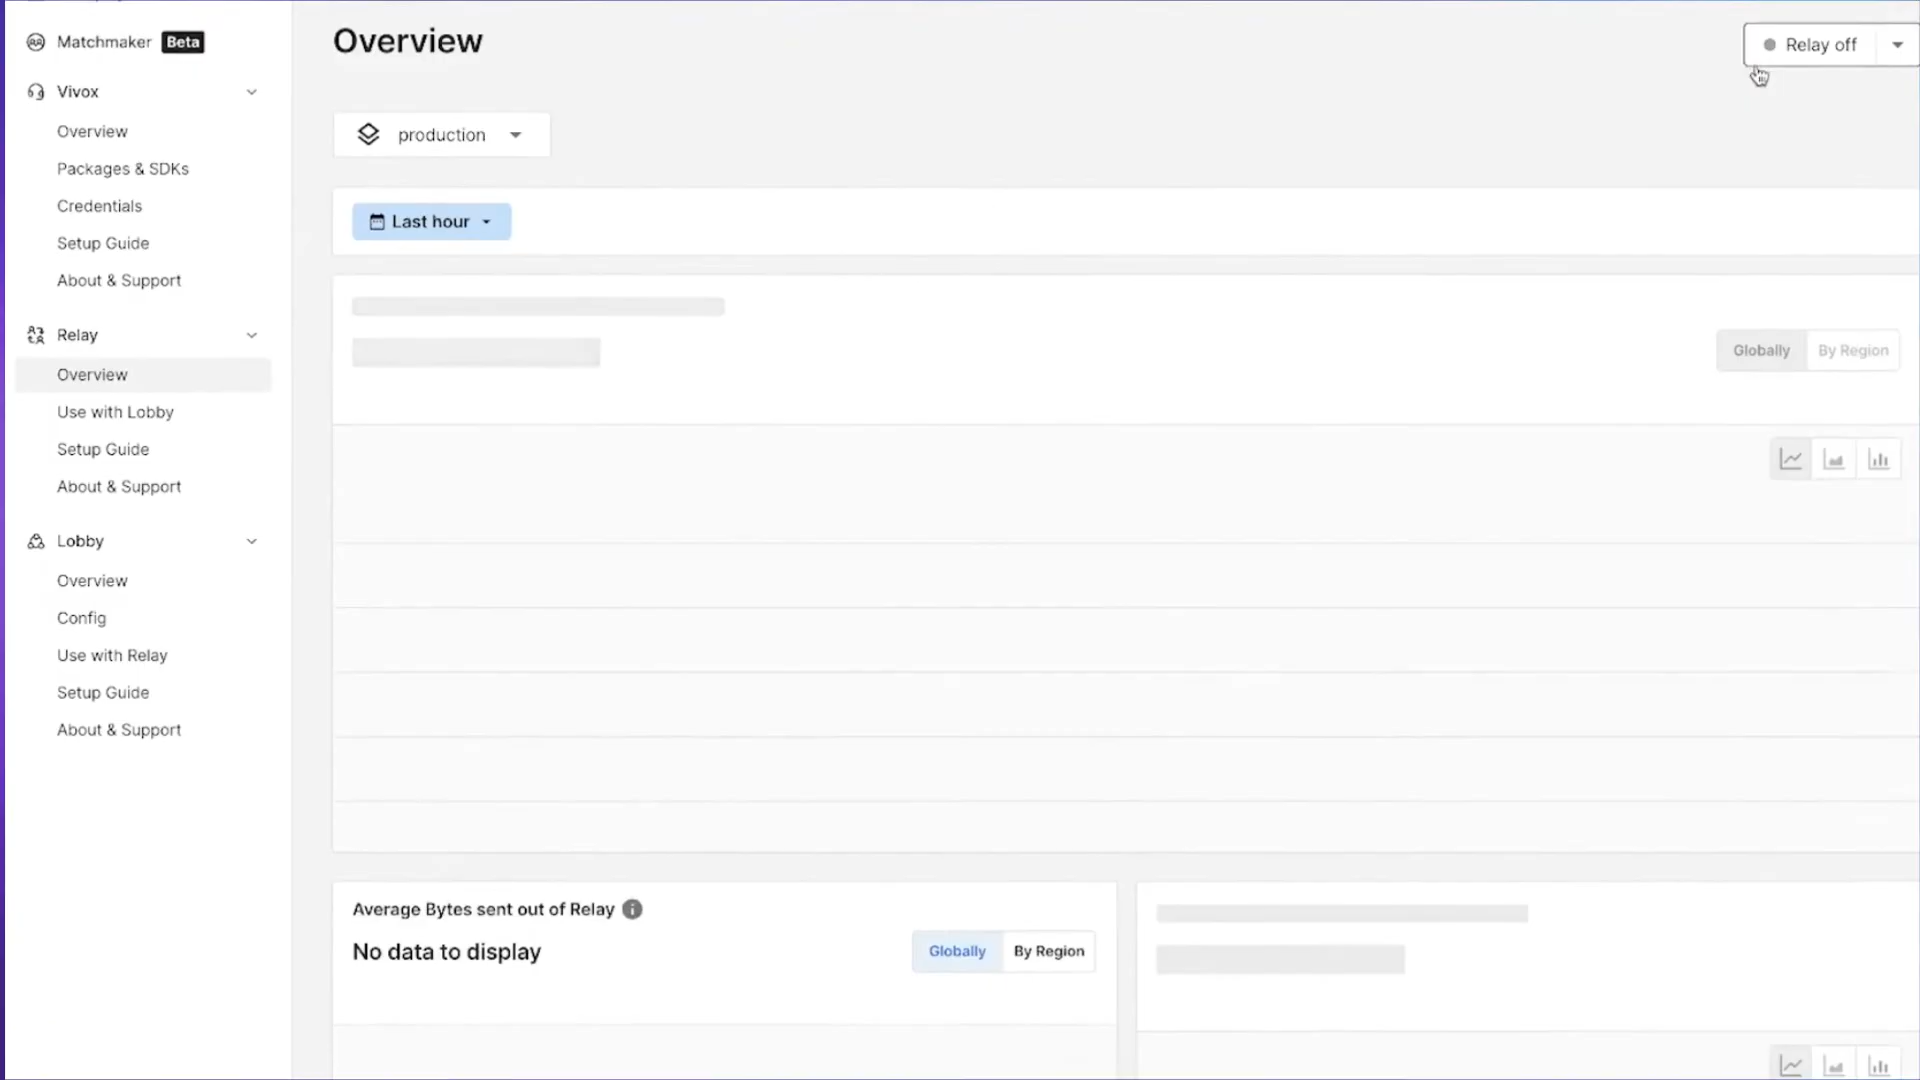 Matchmaker Beta
Vivox
Overview
Packages & SDKs
Credentials
Setup Guide
About & Support
Relay
Overview
Use with Lobby
Setup Guide
About & Support
Lobby
Overview
Config
Use with Relay
Setup Guide
About & Support
Overview
Relay off
production
Last hour
Globally By Region
Average Bytes sent out of Relay
No data to display
Globally By Region